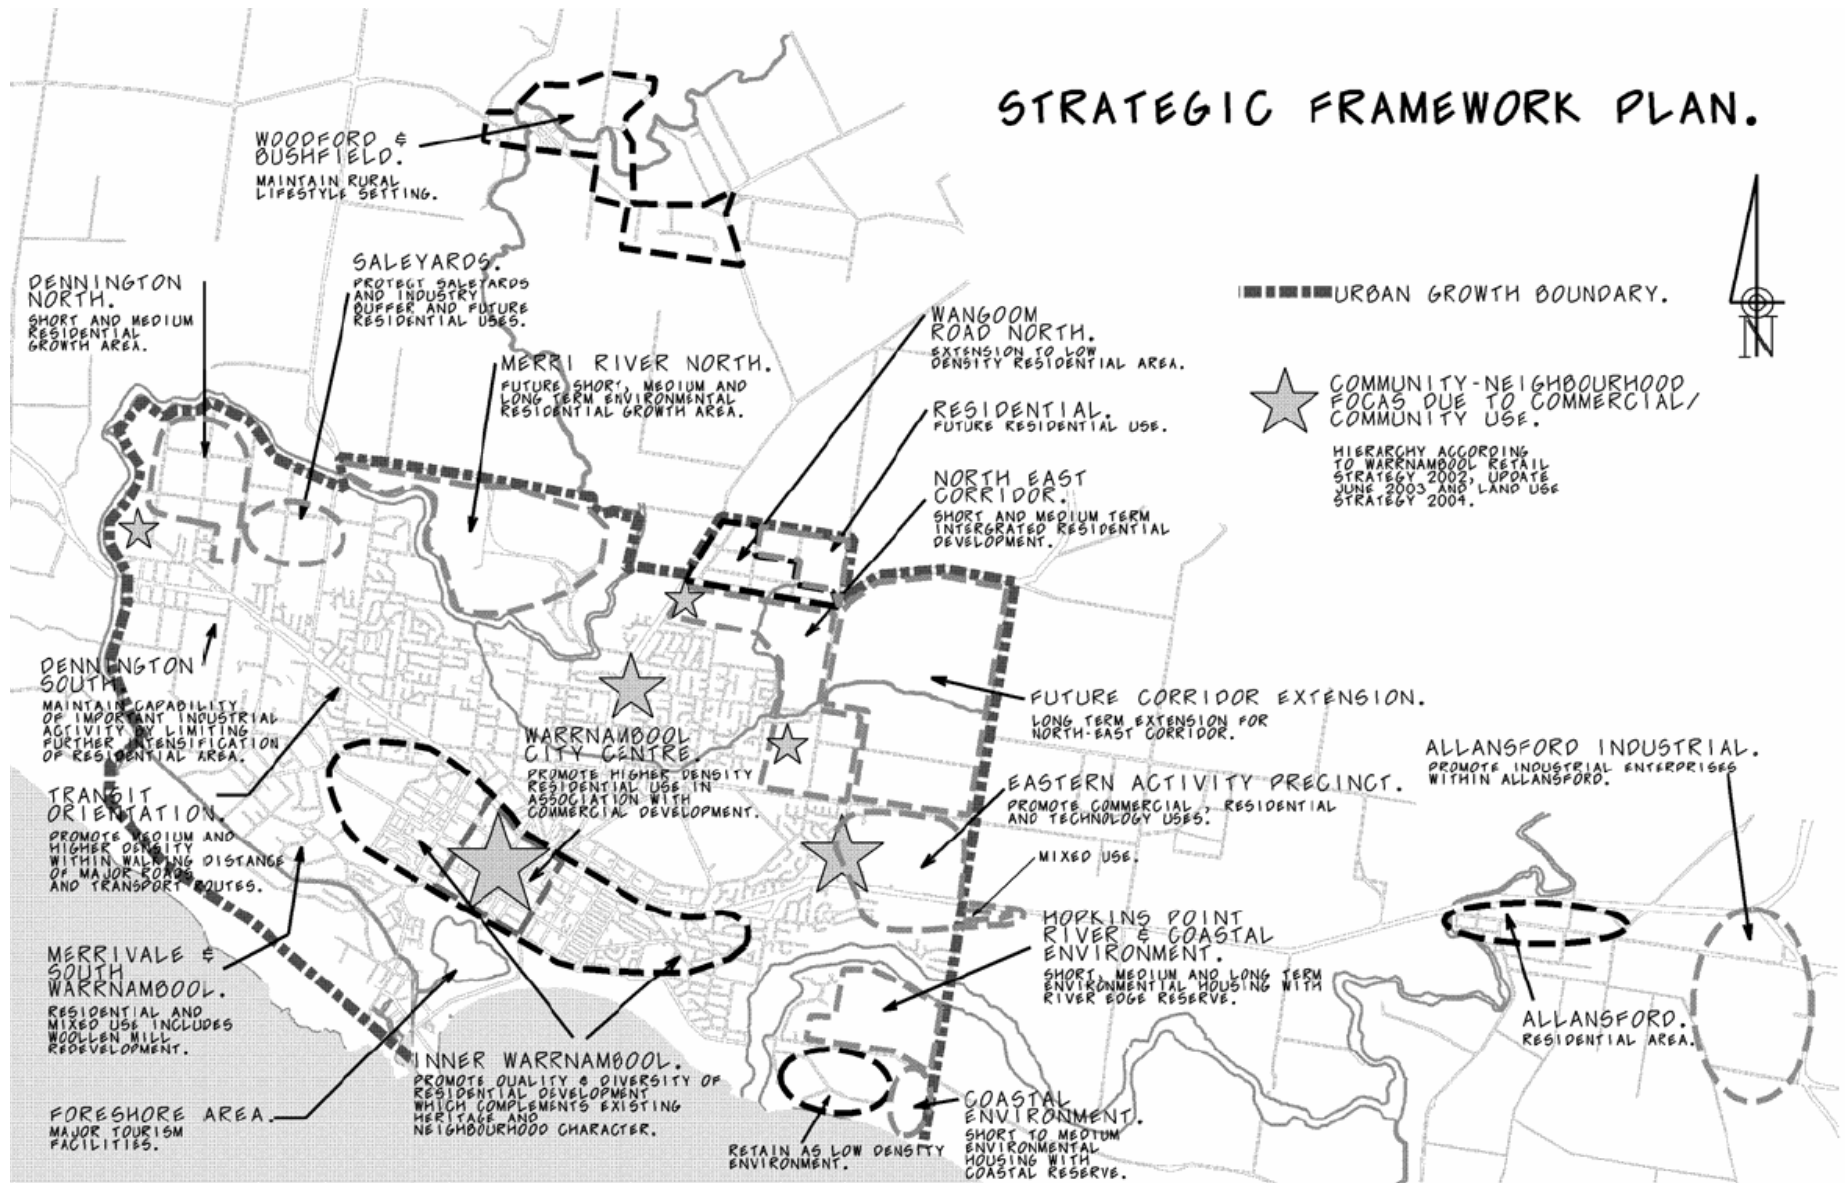 STRATEGIC FRAMEWORK PLAN.
WOODFORD &
BUSHFIELD.
MAINTAIN RURAL
LIFESTYLE SETTING.
DENNINGTON
NORTH.
SHORT AND MEDIUM
RESIDENTIAL
GROWTH AREA.
SALEYARDS.
PROTECT SALEYARDS
AND INDUSTRY
BUFFER AND FUTURE
RESIDENTIAL USES.
MERRI RIVER NORTH.
FUTURE SHORT, MEDIUM AND
LONG TERM ENVIRONMENTAL
RESIDENTIAL GROWTH AREA.
WANGOOM
ROAD NORTH.
EXTENSION TO LOW
DENSITY RESIDENTIAL AREA.
RESIDENTIAL.
FUTURE RESIDENTIAL USE.
NORTH EAST
CORRIDOR.
SHORT AND MEDIUM TERM
INTERGRATED RESIDENTIAL
DEVELOPMENT.
URBAN GROWTH BOUNDARY.
N
COMMUNITY-NEIGHBOURHOOD
FOCAS DUE TO COMMERCIAL/
COMMUNITY USE.
HIERARCHY ACCORDING
TO WARRNAMBOOL RETAIL
STRATEGY 2002, UPDATE
JUNE 2003 AND LAND USE
STRATEGY 2004.
DENNINGTON
SOUTH.
MAINTAIN CAPABILITY
OF IMPORTANT INDUSTRIAL
ACTIVITY BY LIMITING
FURTHER INTENSIFICATION
OF RESIDENTIAL AREA.
TRANSIT
ORIENTATION.
PROMOTE MEDIUM AND
HIGHER DENSITY
WITHIN WALKING DISTANCE
OF MAJOR ROADS
AND TRANSPORT ROUTES.
WARRNAMBOOL
CITY CENTRE.
PROMOTE HIGHER DENSITY
RESIDENTIAL USE IN
ASSOCIATION WITH
COMMERCIAL DEVELOPMENT.
FUTURE CORRIDOR EXTENSION.
LONG TERM EXTENSION FOR
NORTH-EAST CORRIDOR.
EASTERN ACTIVITY PRECINCT.
PROMOTE COMMERCIAL , RESIDENTIAL
AND TECHNOLOGY USES.
MIXED USE.
ALLANSFORD INDUSTRIAL.
PROMOTE INDUSTRIAL ENTERPRISES
WITHIN ALLANSFORD.
HOPKINS POINT
RIVER & COASTAL
ENVIRONMENT.
SHORT, MEDIUM AND LONG TERM
ENVIRONMENTAL HOUSING WITH
RIVER EDGE RESERVE.
ALLANSFORD.
RESIDENTIAL AREA.
MERRIVALE &
SOUTH
WARRNAMBOOL.
RESIDENTIAL AND
MIXED USE INCLUDES
WOOLLEN MILL
REDEVELOPMENT.
FORESHORE AREA.
MAJOR TOURISM
FACILITIES.
INNER WARRNAMBOOL.
PROMOTE QUALITY & DIVERSITY OF
RESIDENTIAL DEVELOPMENT
WHICH COMPLEMENTS EXISTING
HERITAGE AND
NEIGHBOURHOOD CHARACTER.
RETAIN AS LOW DENSITY
ENVIRONMENT.
COASTAL
ENVIRONMENT.
SHORT TO MEDIUM
ENVIRONMENTAL
HOUSING WITH
COASTAL RESERVE.